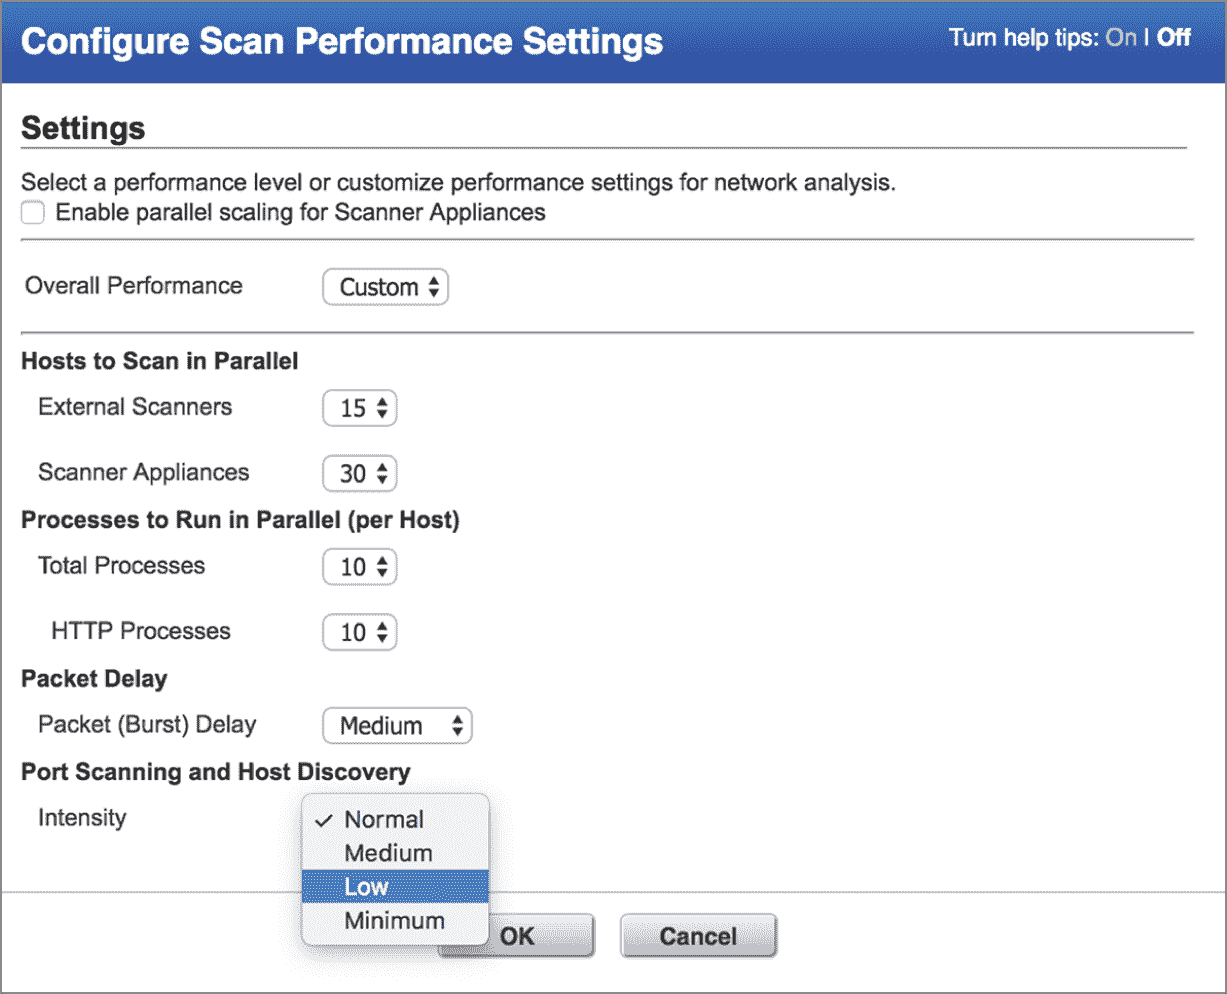 Configure Scan Performance Settings
Turn help tips: On | Off
Settings
Select a performance level or customize performance settings for network analysis.
Enable parallel scaling for Scanner Appliances
Overall Performance Custom
Hosts to Scan in Parallel
External Scanners 15
Scanner Appliances 30
Processes to Run in Parallel (per Host)
Total Processes 10
HTTP Processes 10
Packet Delay
Packet (Burst) Delay Medium
Port Scanning and Host Discovery
Intensity Normal
Medium
Low
Minimum
OK Cancel